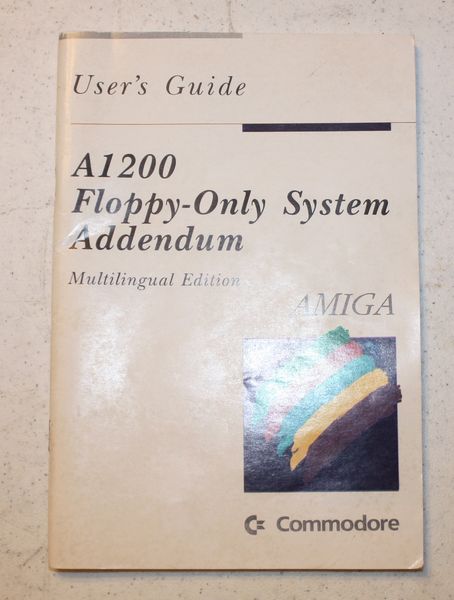 User's Guide
A1200
Floppy-Only System
Addendum
Multilingual Edition
AMIGA
Commodore